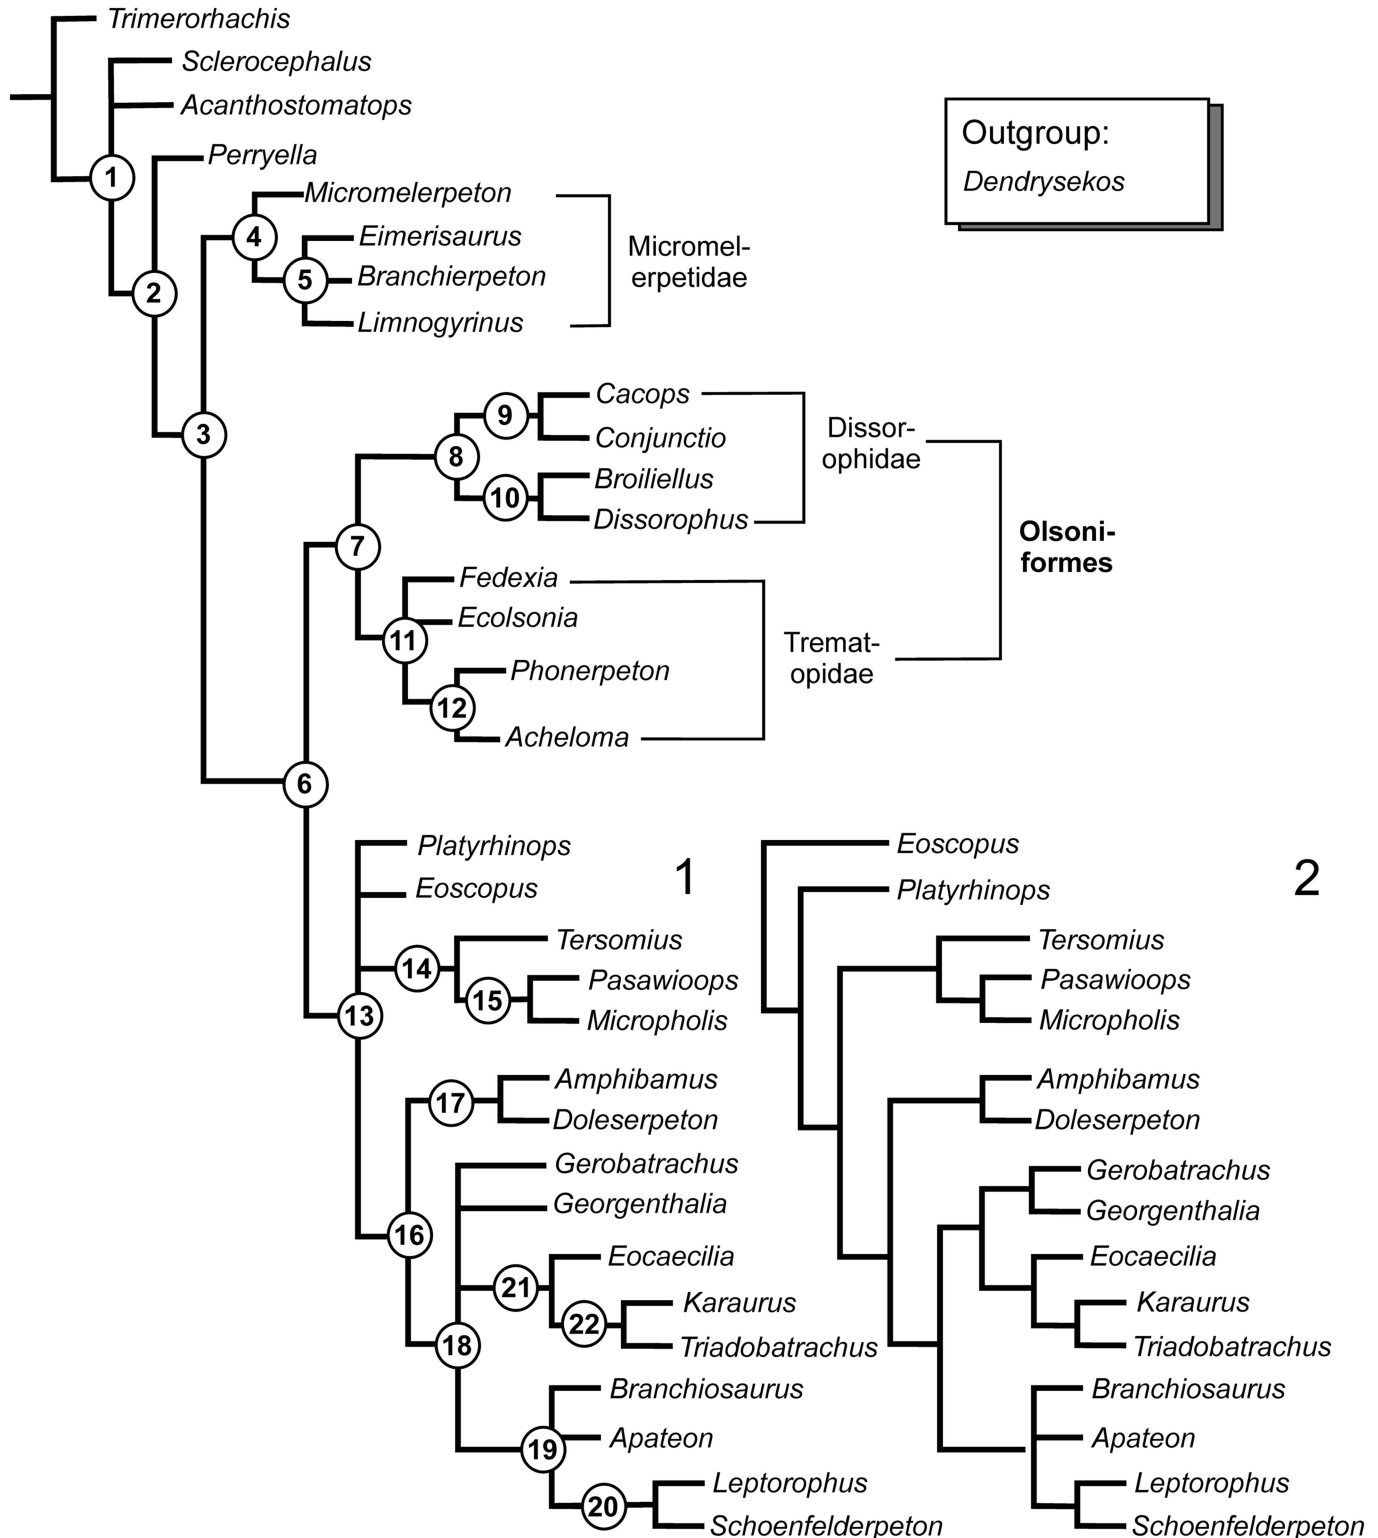 Trimerorhachis
Sclerocephalus
Acanthostomatops
Perryella
1
2
3
Micromelerpeton
4
Eimerisaurus
5
Branchierpeton
Limnogyrinus
Micromel-
erpetidae
Outgroup:
Dendrysekos
Cacops
9
Conjunctio
8
Broiliellus
10
Dissorophus
Dissor-
ophidae
7
Fedexia
Ecolsonia
11
Phonerpeton
12
Acheloma
Tremat-
opidae
Olsoni-
formes
6
Platyrhinops
1
Eoscopus
Tersomius
14
Pasawioops
15
Micropholis
13
Amphibamus
17
Doleserpeton
Gerobatrachus
Georgenthalia
16
Eocaecilia
21
Karaurus
22
Triadobatrachus
18
Branchiosaurus
Apateon
19
Leptorophus
20
Schoenfelderpeton
Eoscopus
2
Platyrhinops
Tersomius
Pasawioops
Micropholis
Amphibamus
Doleserpeton
Gerobatrachus
Georgenthalia
Eocaecilia
Karaurus
Triadobatrachus
Branchiosaurus
Apateon
Leptorophus
Schoenfelderpeton